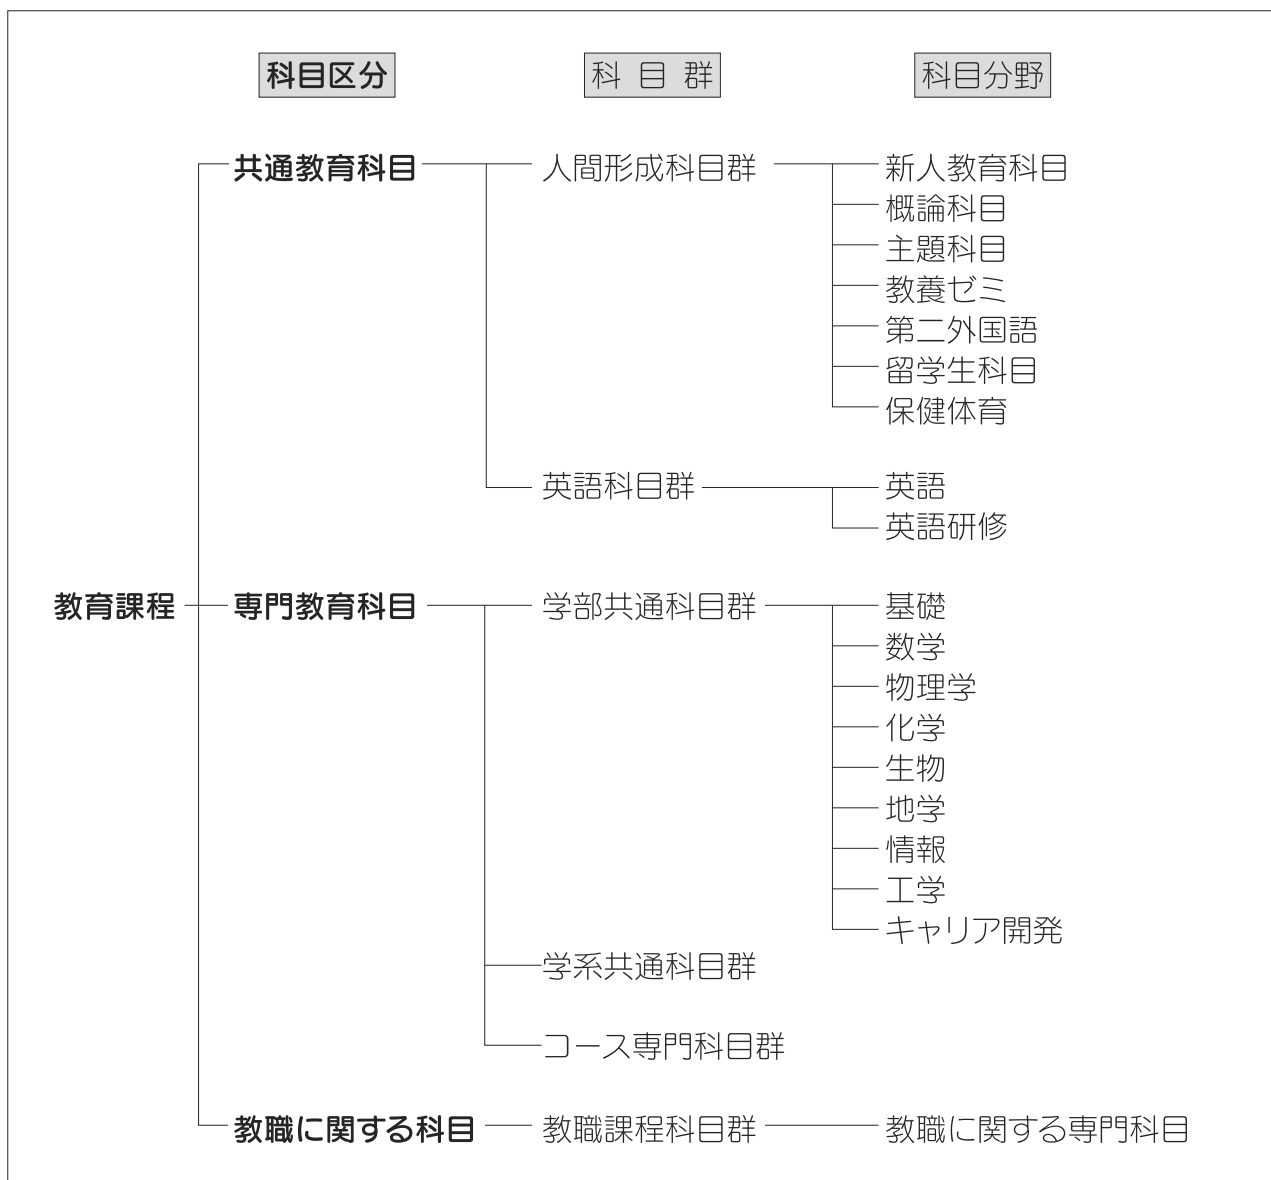 科目区分 科目群 科目分野
共通教育科目 人間形成科目群 新人教育科目
概論科目
主題科目
教養ゼミ
第二外国語
留学生科目
保健体育
英語科目群 英語
英語研修
教育課程 専門教育科目 学部共通科目群 基礎
数学
物理学
化学
生物
地学
情報
工学
キャリア開発
学系共通科目群
コース専門科目群
教職に関する科目 教職課程科目群 教職に関する専門科目